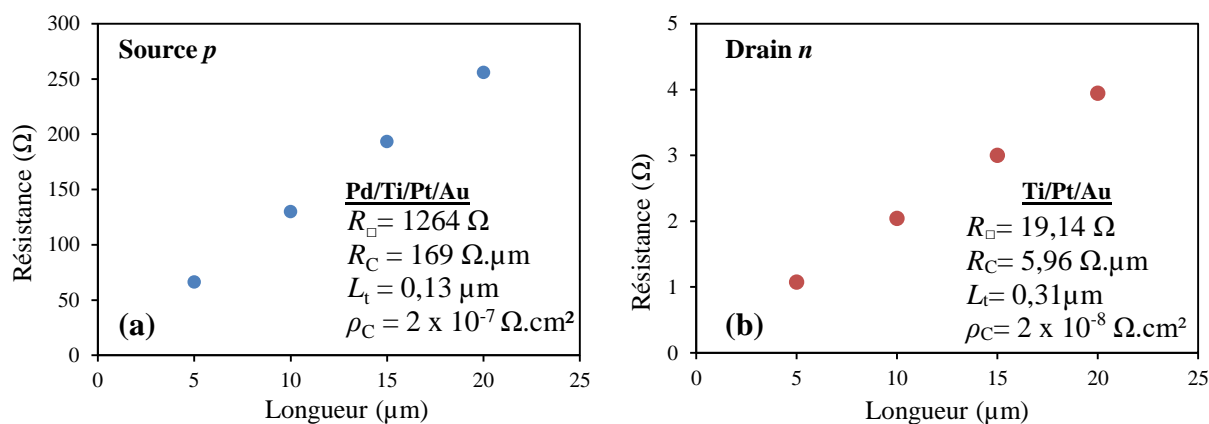 Source p
Résistance (Ω)
300
250
200
150
100
50
0
Pd/Ti/Pt/Au
R□= 1264 Ω
RC = 169 Ω.µm
Lt = 0,13 µm
ρC = 2 x 10-7 Ω.cm²
(a)
0 5 10 15 20 25
Longueur (µm)
Drain n
Résistance (Ω)
5
4
3
2
1
0
Ti/Pt/Au
R□= 19,14 Ω
RC= 5,96 Ω.µm
Lt= 0,31µm
ρC= 2 x 10-8 Ω.cm²
(b)
0 5 10 15 20 25
Longueur (µm)